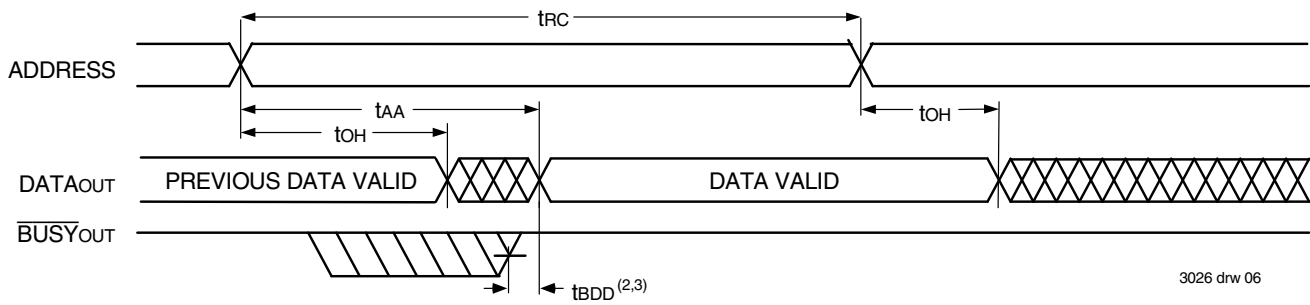 tRC
ADDRESS
tAA
tOH
tOH
DATAOUT
PREVIOUS DATA VALID
DATA VALID
BUSYOUT
tBDD (2,3)
3026 drw 06